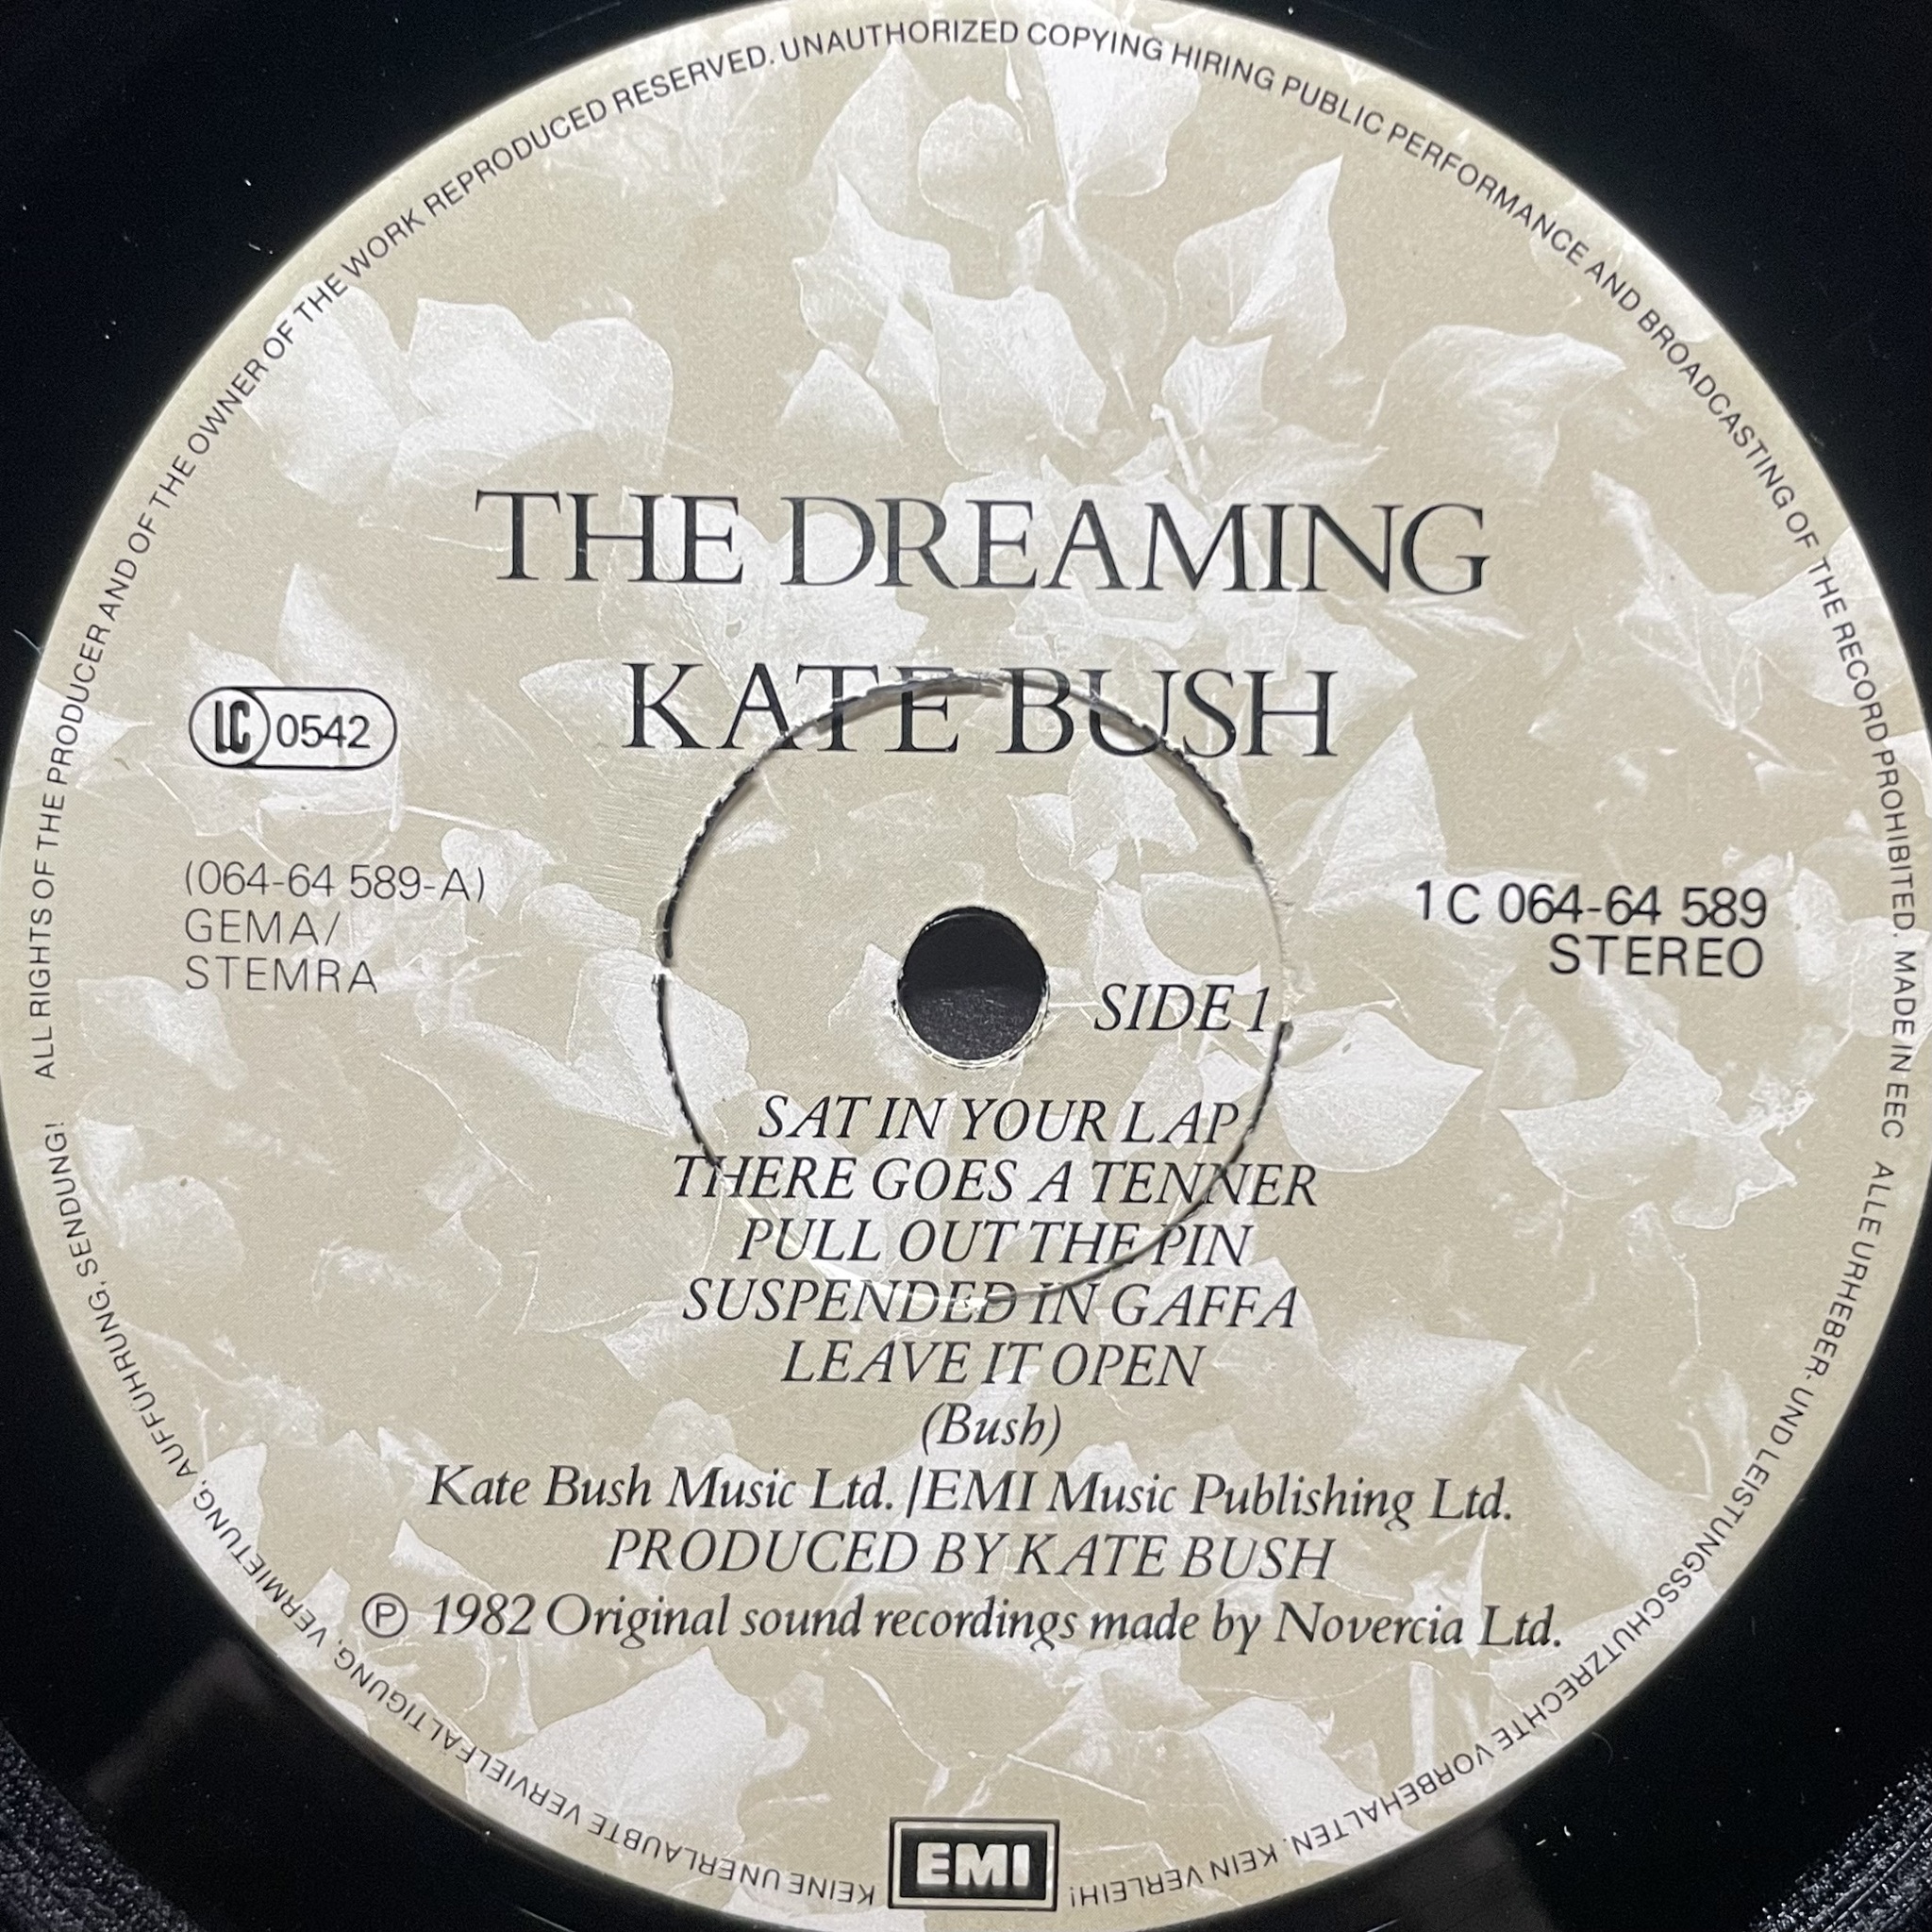 ALL RIGHTS OF THE PRODUCER AND OF THE OWNER OF THE WORK REPRODUCED RESERVED. UNAUTHORIZED COPYING HIRING PUBLIC PERFORMANCE AND BROADCASTING OF THE RECORD PROHIBITED. MADE IN EEC
THE DREAMING
KATE BUSH
LC 0542
(064-64 589-A)
GEMA/
STEMRA
1C 064-64 589
STEREO
SIDE 1
SAT IN YOUR LAP
THERE GOES A TENNER
PULL OUT THE PIN
SUSPENDED IN GAFFA
LEAVE IT OPEN
(Bush)
Kate Bush Music Ltd./EMI Music Publishing Ltd.
PRODUCED BY KATE BUSH
℗ 1982 Original sound recordings made by Novercia Ltd.
EMI
ALLE URHEBER- UND LEISTUNGSSCHUTZRECHTE VORBEHALTEN. KEIN VERLEIH! KEINE UNERLAUBTE VERVIELFÄLTIGUNG, VERMIETUNG, AUFFÜHRUNG, SENDUNG!